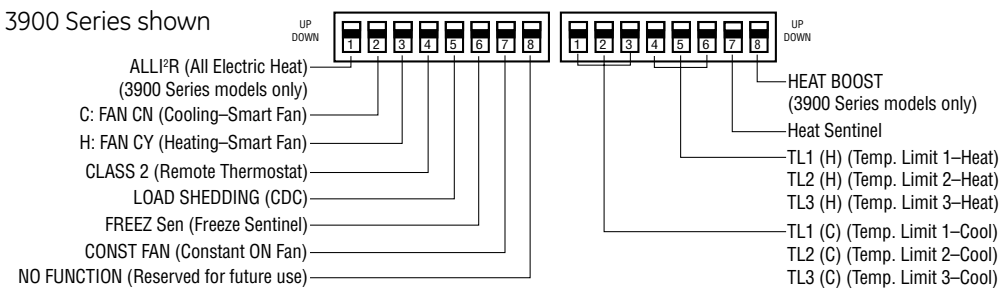 3900 Series shown
UP
DOWN
1 2 3 4 5 6 7 8
1 2 3 4 5 6 7 8
UP
DOWN
ALLI²R (All Electric Heat)
(3900 Series models only)
C: FAN CN (Cooling–Smart Fan)
H: FAN CY (Heating–Smart Fan)
CLASS 2 (Remote Thermostat)
LOAD SHEDDING (CDC)
FREEZ Sen (Freeze Sentinel)
CONST FAN (Constant ON Fan)
NO FUNCTION (Reserved for future use)
HEAT BOOST
(3900 Series models only)
Heat Sentinel
TL1 (H) (Temp. Limit 1–Heat)
TL2 (H) (Temp. Limit 2–Heat)
TL3 (H) (Temp. Limit 3–Heat)
TL1 (C) (Temp. Limit 1–Cool)
TL2 (C) (Temp. Limit 2–Cool)
TL3 (C) (Temp. Limit 3–Cool)